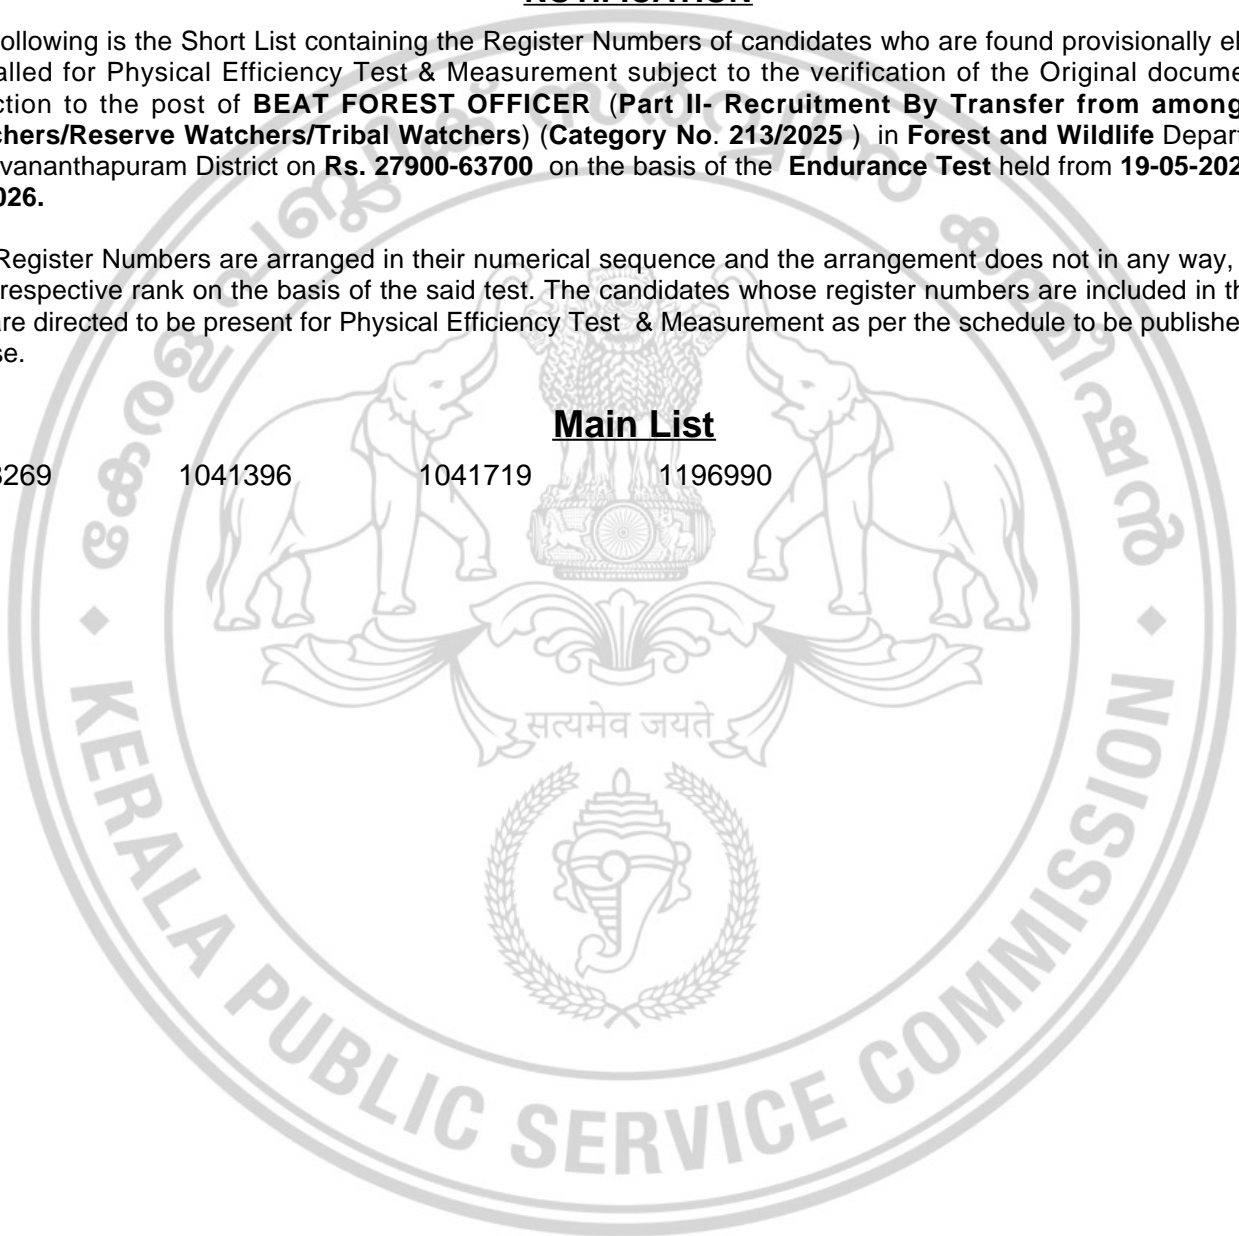 NOTIFICATION
ollowing is the Short List containing the Register Numbers of candidates who are found provisionally el
alled for Physical Efficiency Test & Measurement subject to the verification of the Original docume
ction to the post of BEAT FOREST OFFICER (Part II- Recruitment By Transfer from among
chers/Reserve Watchers/Tribal Watchers) (Category No. 213/2025 ) in Forest and Wildlife Depart
vananthapuram District on Rs. 27900-63700 on the basis of the Endurance Test held from 19-05-202
026.
Register Numbers are arranged in their numerical sequence and the arrangement does not in any way,
respective rank on the basis of the said test. The candidates whose register numbers are included in th
are directed to be present for Physical Efficiency Test & Measurement as per the schedule to be publishe
se.
Main List
3269 1041396 1041719 1196990
കേരള പബ്ലിക് സർവീസ് കമ്മീഷൻ
सत्यमेव जयते
KERALA PUBLIC SERVICE COMMISSION